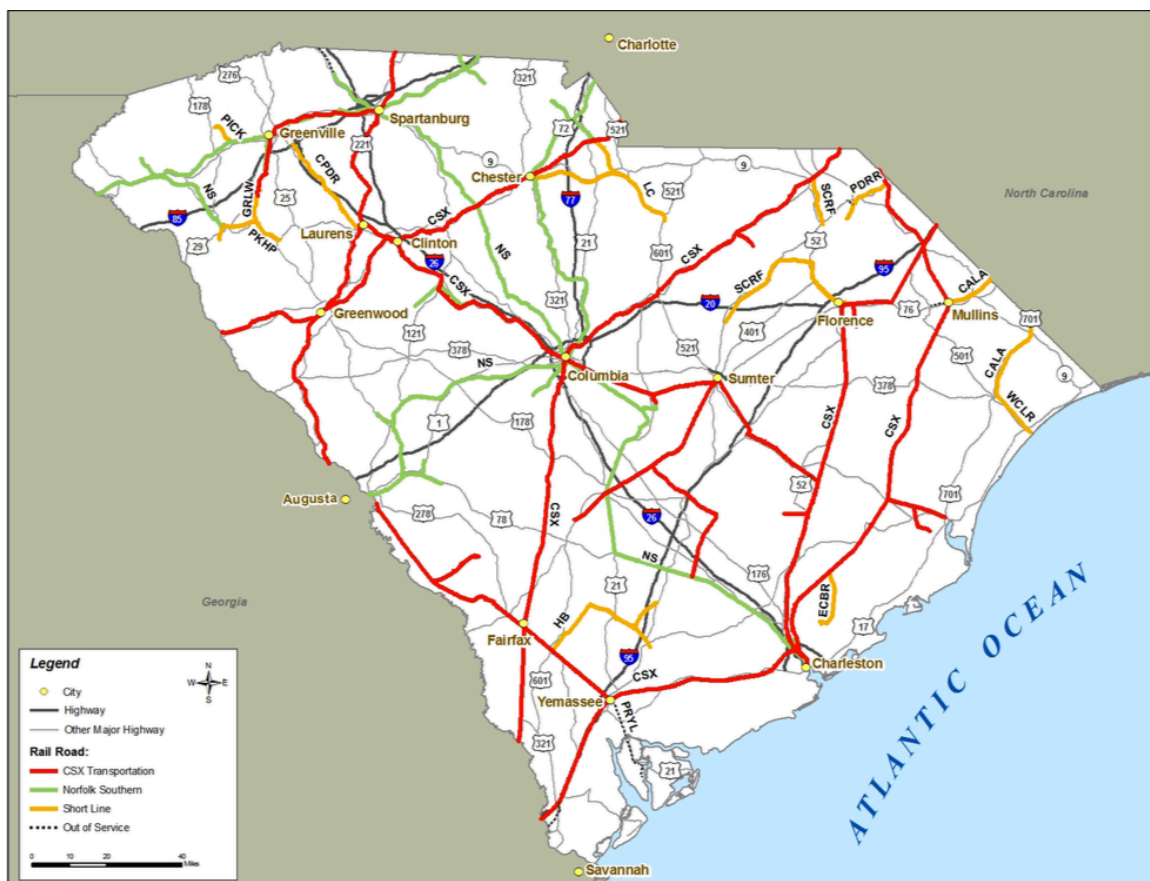 Charlotte
276
321
178
PICK
Spartanburg
Greenville
72
521
221
CPDR
9
9
Chester
NS
GRLW
25
LC
521
SCRF
PDRR
North Carolina
85
77
CSX
29
PKHP
Laurens
Clinton
21
601
CSX
52
26
CSX
NS
95
SCRF
CALA
321
20
Greenwood
Florence
76
Mullins
701
121
401
378
521
501
CALA
NS
Columbia
Sumter
378
9
WCLR
1
178
CSX
CSX
Augusta
52
701
278
78
CSX
26
NS
176
21
ECBR
Georgia
HB
17
Fairfax
95
Charleston
CSX
601
Yemassee
PRYL
321
21
ATLANTIC OCEAN
Savannah
Legend
N
W E
S
City
Highway
Other Major Highway
Rail Road:
CSX Transportation
Norfolk Southern
Short Line
Out of Service
0 10 20 40
Miles